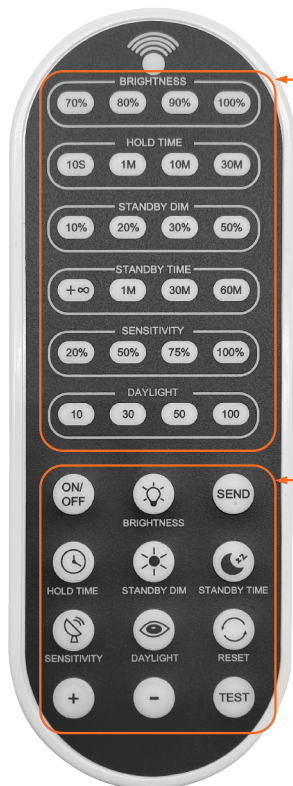 BRIGHTNESS
70% 80% 90% 100%
HOLD TIME
10S 1M 10M 30M
STANDBY DIM
10% 20% 30% 50%
STANDBY TIME
+∞ 1M 30M 60M
SENSITIVITY
20% 50% 75% 100%
DAYLIGHT
10 30 50 100
ON/
OFF
SEND
BRIGHTNESS
HOLD TIME STANDBY DIM STANDBY TIME
SENSITIVITY DAYLIGHT RESET
+ - TEST